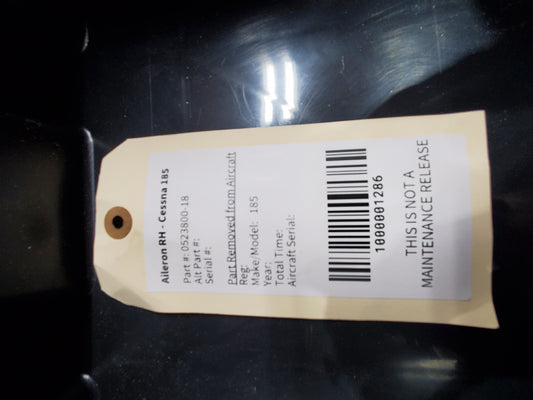 Aileron RH - Cessna 185
Part #: 0523800-18
Alt Part #:
Serial #:
Part Removed from Aircraft
Reg:
Make/Model: 185
Year:
Total Time:
Aircraft Serial:
1000001286
THIS IS NOT A
MAINTENANCE RELEASE